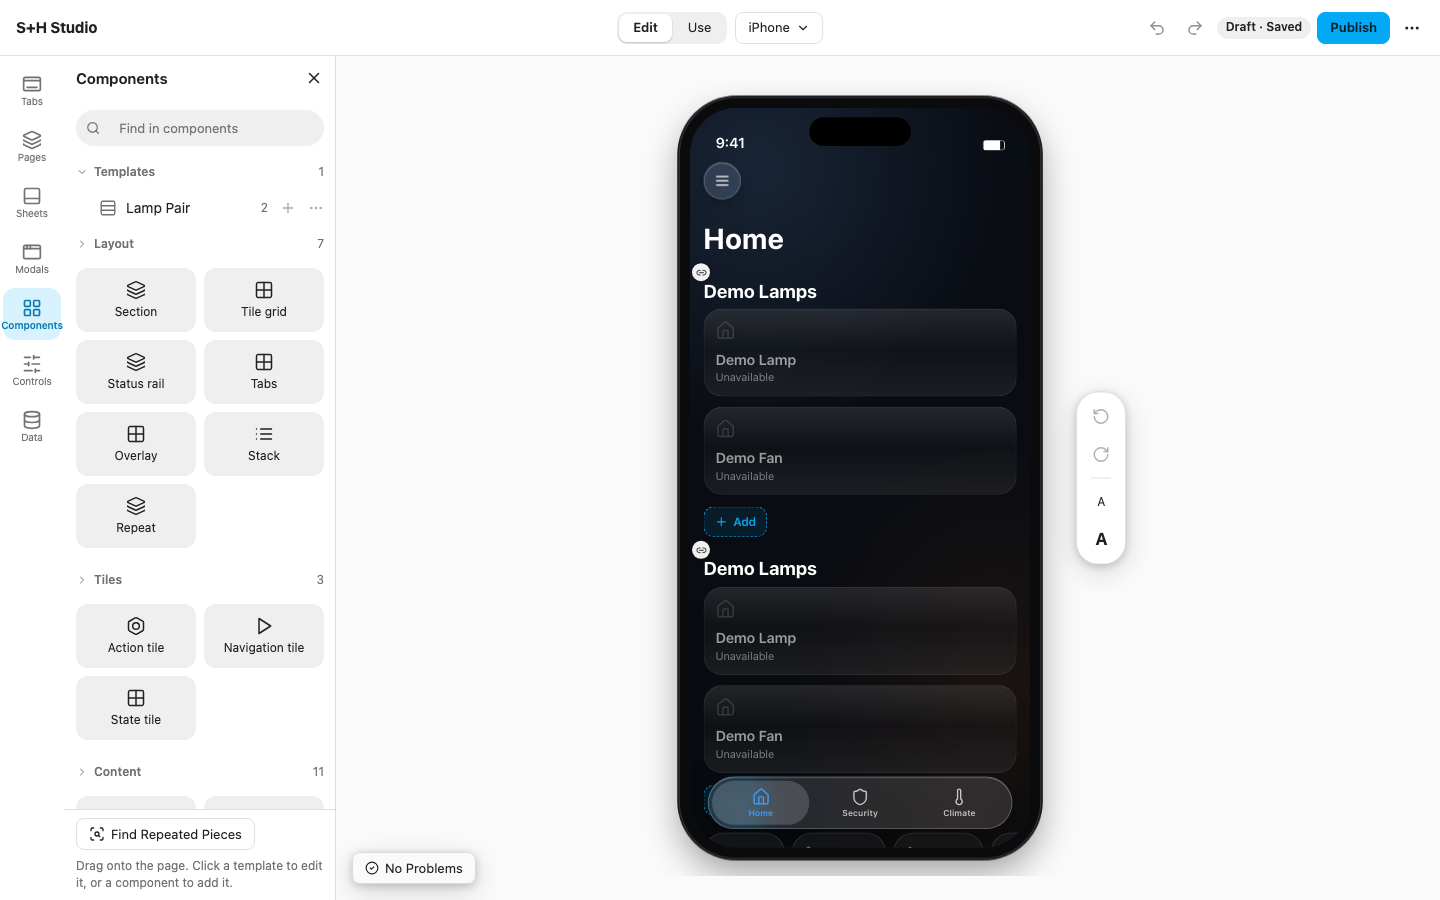 S+H Studio
Edit
Use
iPhone
Draft · Saved
Publish
Tabs
Pages
Sheets
Modals
Components
Controls
Data
Components
Find in components
Templates 1
Lamp Pair 2
Layout 7
Section
Tile grid
Status rail
Tabs
Overlay
Stack
Repeat
Tiles 3
Action tile
Navigation tile
State tile
Content 11
Find Repeated Pieces
Drag onto the page. Click a template to edit
it, or a component to add it.
No Problems
9:41
Home
Demo Lamps
Demo Lamp
Unavailable
Demo Fan
Unavailable
Add
Demo Lamps
Demo Lamp
Unavailable
Demo Fan
Unavailable
Home
Security
Climate
A
A